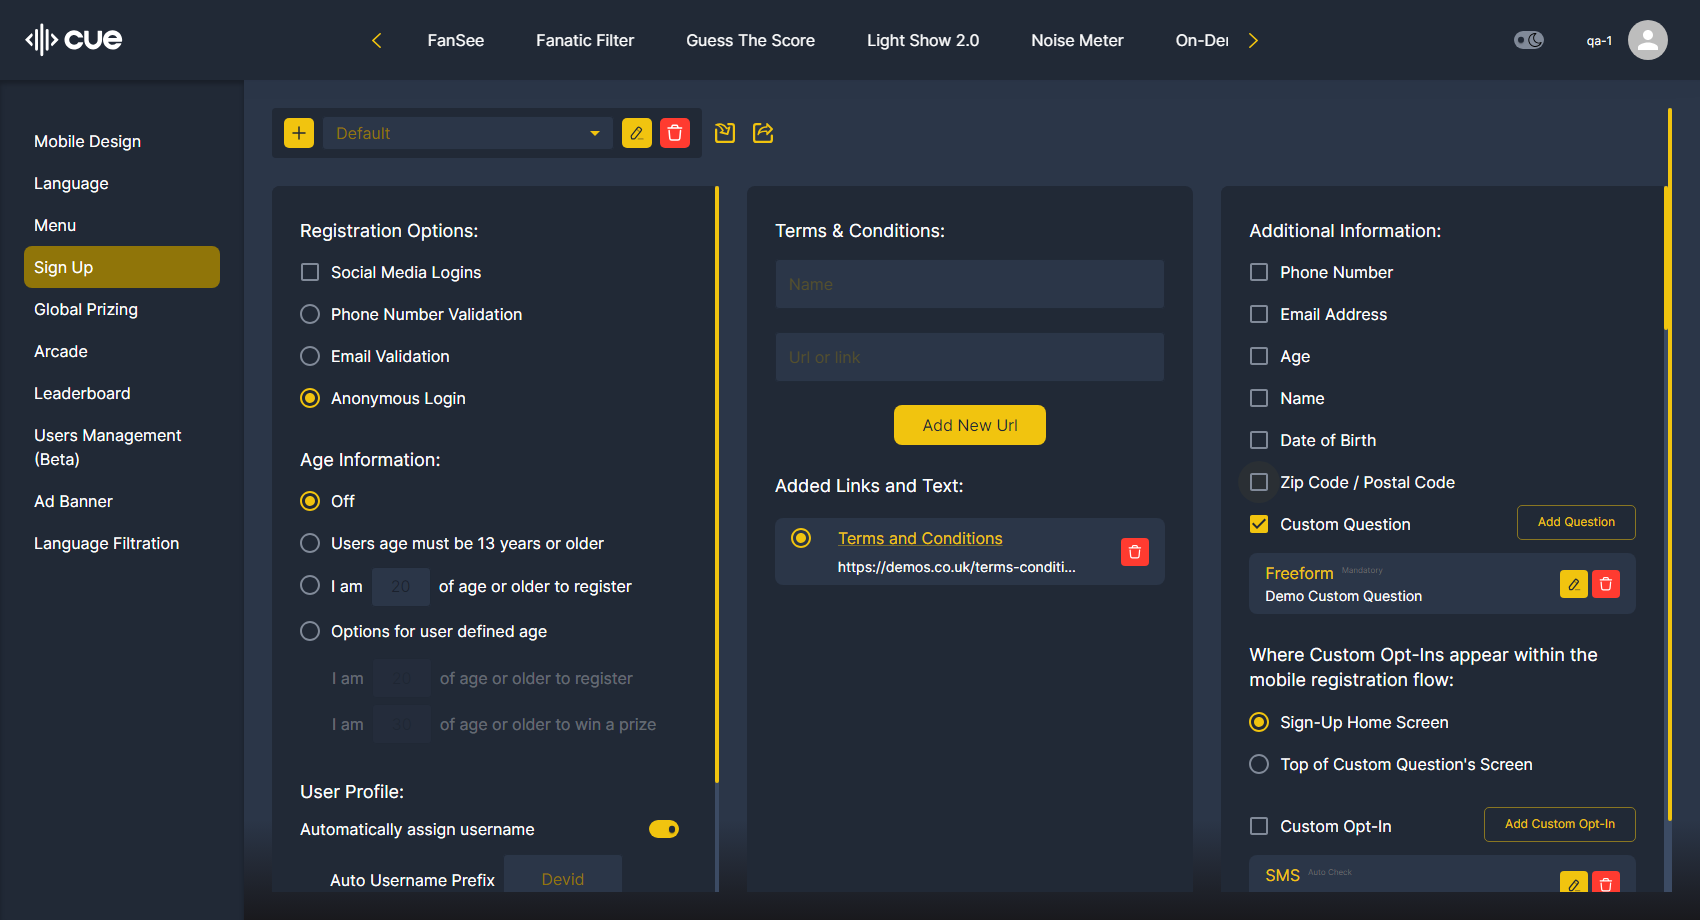 cue
FanSee
Fanatic Filter
Guess The Score
Light Show 2.0
Noise Meter
On-De
qa-1
Mobile Design
Language
Menu
Sign Up
Global Prizing
Arcade
Leaderboard
Users Management
(Beta)
Ad Banner
Language Filtration
Default
Registration Options:
Social Media Logins
Phone Number Validation
Email Validation
Anonymous Login
Age Information:
Off
Users age must be 13 years or older
I am 20 of age or older to register
Options for user defined age
I am 20 of age or older to register
I am 30 of age or older to win a prize
User Profile:
Automatically assign username
Auto Username Prefix Devid
Terms & Conditions:
Name
Url or link
Add New Url
Added Links and Text:
Terms and Conditions
https://demos.co.uk/terms-conditi...
Additional Information:
Phone Number
Email Address
Age
Name
Date of Birth
Zip Code / Postal Code
Custom Question
Add Question
Freeform Mandatory
Demo Custom Question
Where Custom Opt-Ins appear within the
mobile registration flow:
Sign-Up Home Screen
Top of Custom Question's Screen
Custom Opt-In
Add Custom Opt-In
SMS Auto Check